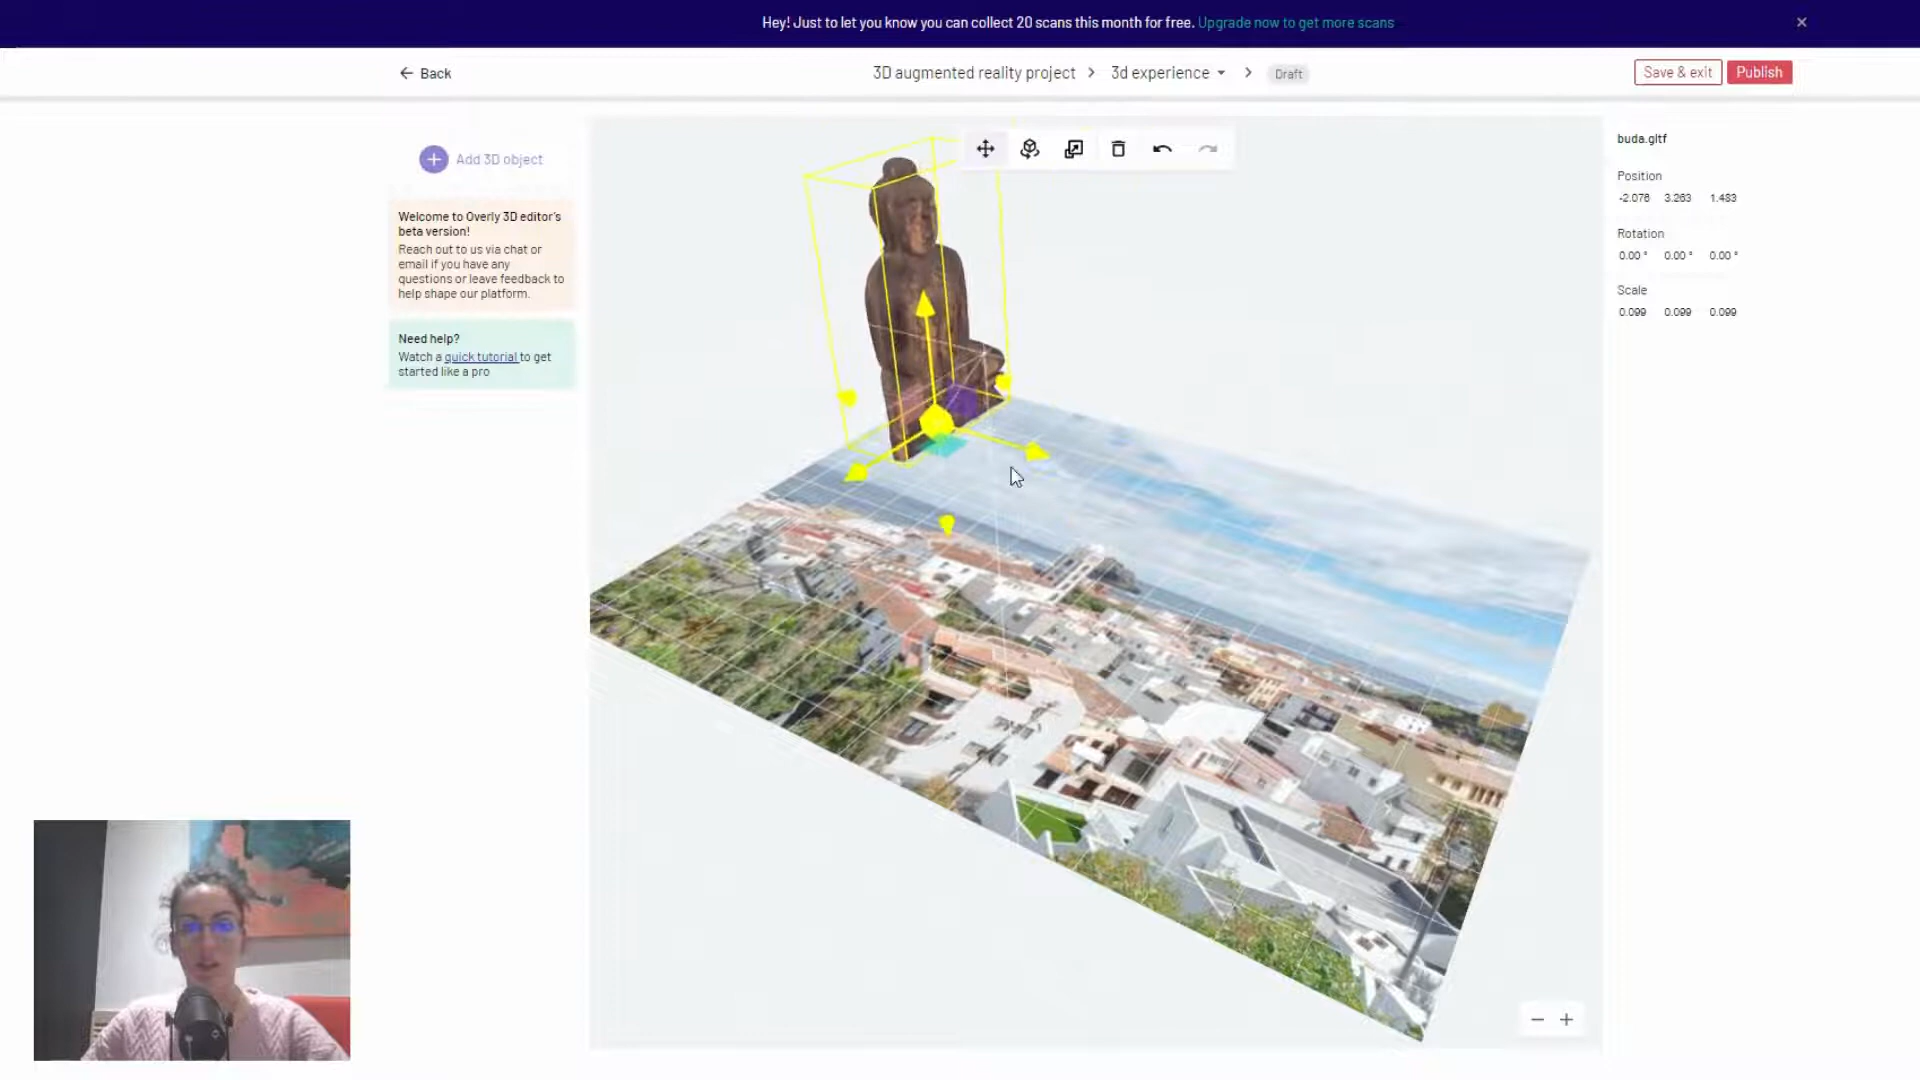 Hey! Just to let you know you can collect 20 scans this month for free. Upgrade now to get more scans
Back
3D augmented reality project
3d experience
Draft
Save & exit
Publish
Add 3D object
Welcome to Overly 3D editor's
beta version!
Reach out to us via chat or
email if you have any
questions or leave feedback to
help shape our platform.
Need help?
Watch a quick tutorial to get
started like a pro
buda.gltf
Position
-2.076 3.263 1.483
Rotation
0.00 ° 0.00 ° 0.00 °
Scale
0.099 0.099 0.099